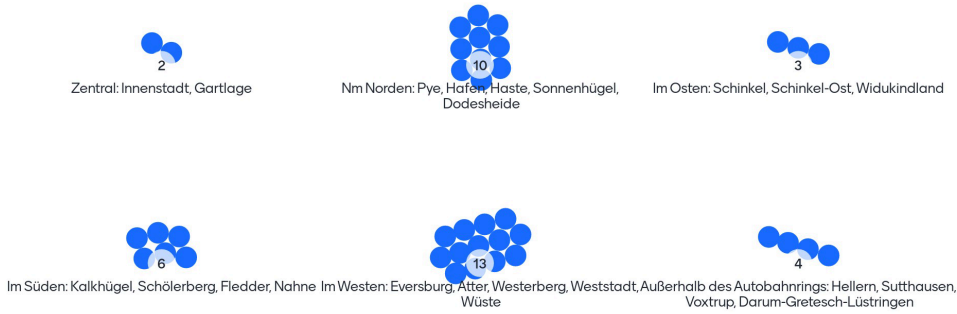 2
Zentral: Innenstadt, Gartlage
10
Nm Norden: Pye, Hafen, Haste, Sonnenhügel,
Dodesheide
3
Im Osten: Schinkel, Schinkel-Ost, Widukindland
6
Im Süden: Kalkhügel, Schölerberg, Fledder, Nahne
13
Im Westen: Eversburg, Atter, Westerberg, Weststadt,
Wüste
4
Außerhalb des Autobahnrings: Hellern, Sutthausen,
Voxtrup, Darum-Gretesch-Lüstringen